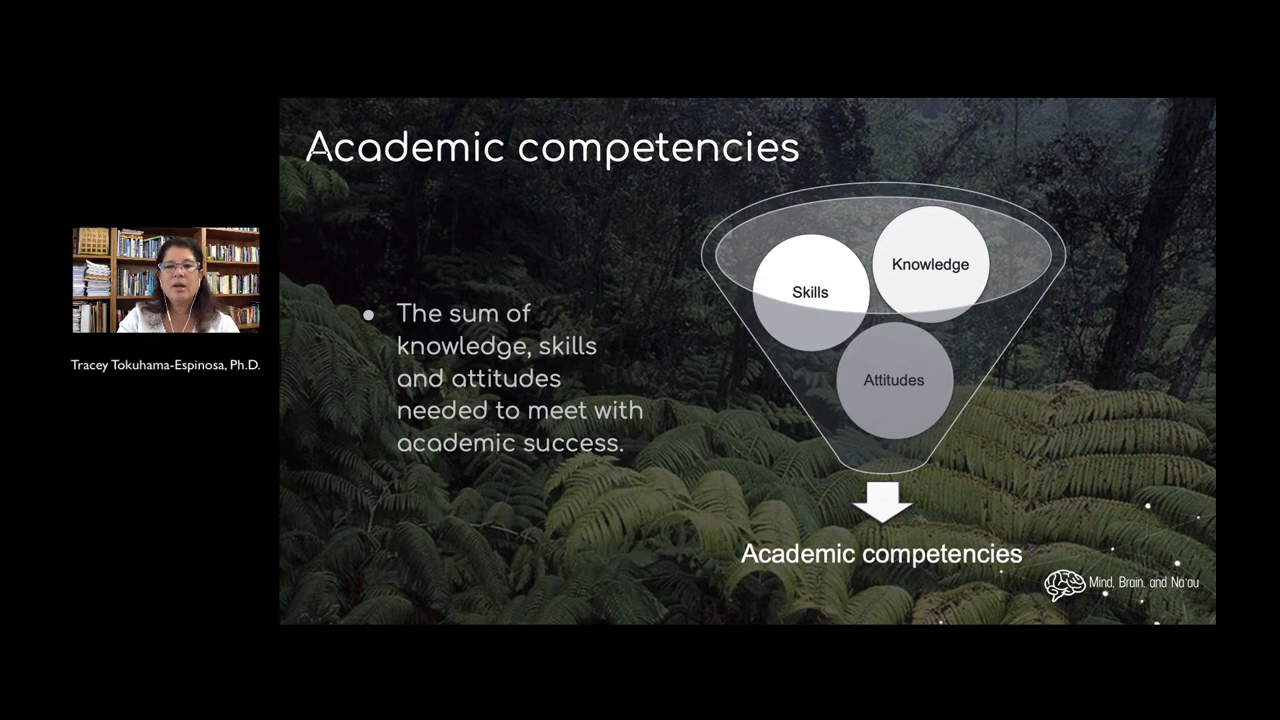 Academic competencies
The sum of
knowledge, skills
and attitudes
needed to meet with
academic success.
Skills
Knowledge
Attitudes
Academic competencies
Mind, Brain, and Na'au
Tracey Tokuhama-Espinosa, Ph.D.